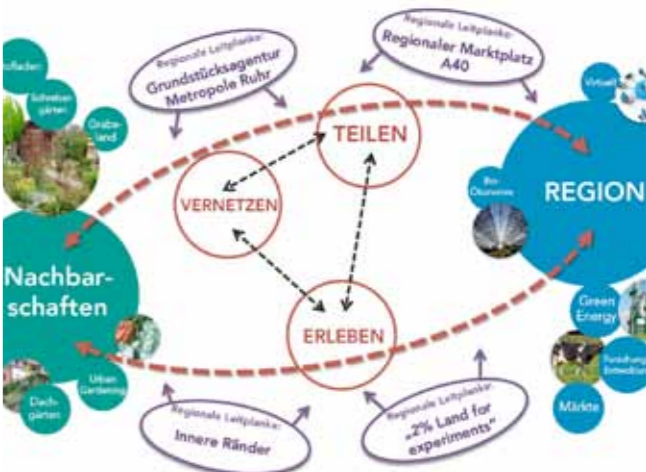 Regionale Leitplanke:
Grundstücksagentur
Metropole Ruhr
Regionale Leitplanke:
Regionaler Marktplatz
A40
ofladen
Schreber
gärten
Grabe-
land
Virtuell
TEILEN
VERNETZEN
Bio-
Ökonomie
REGION
Nachbar-
schaften
ERLEBEN
Green
Energy
Forschung
Entwicklung
Märkte
Urban
Gardening
Dach-
gärten
Regionale Leitplanke:
Innere Ränder
Regionale Leitplanke:
„2% Land for
experiments"